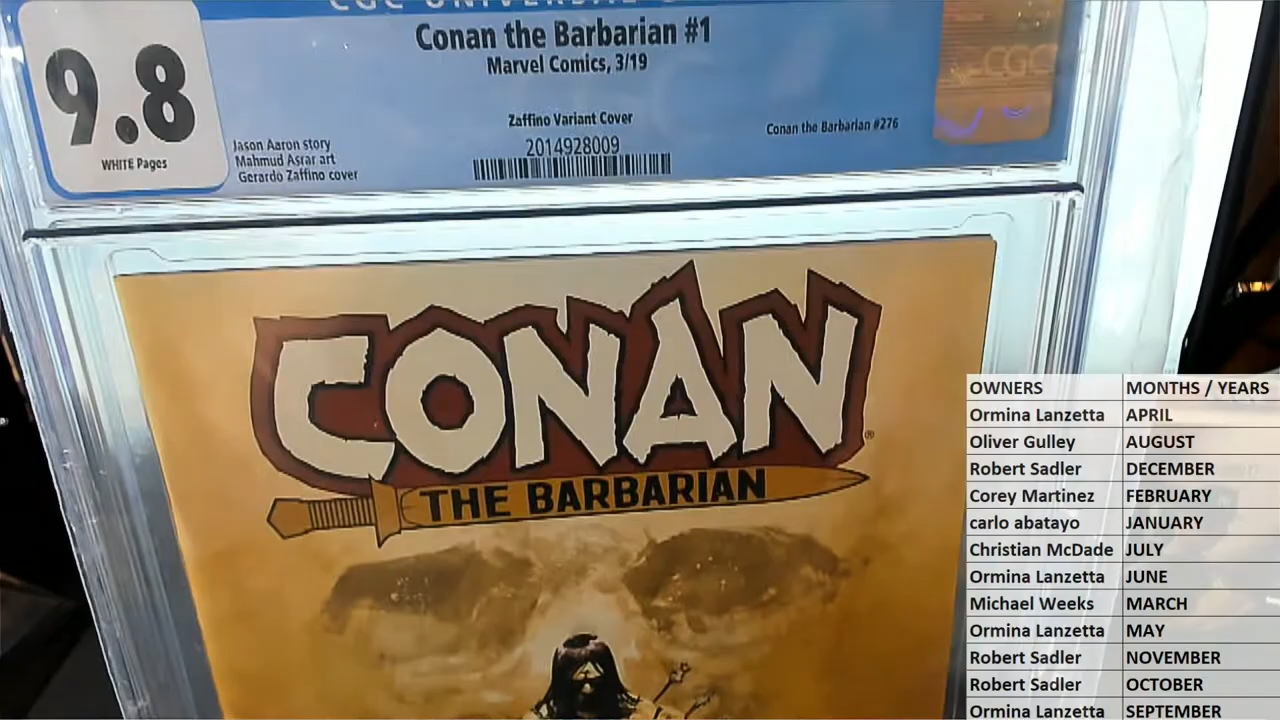 CGC UNIVERSAL
9.8
WHITE Pages
Conan the Barbarian #1
Marvel Comics, 3/19
Zaffino Variant Cover
2014928009
Jason Aaron story
Mahmud Asrar art
Gerardo Zaffino cover
Conan the Barbarian #276
CGC
CONAN®
THE BARBARIAN
OWNERS MONTHS / YEARS
Ormina Lanzetta APRIL
Oliver Gulley AUGUST
Robert Sadler DECEMBER
Corey Martinez FEBRUARY
carlo abatayo JANUARY
Christian McDade JULY
Ormina Lanzetta JUNE
Michael Weeks MARCH
Ormina Lanzetta MAY
Robert Sadler NOVEMBER
Robert Sadler OCTOBER
Ormina Lanzetta SEPTEMBER